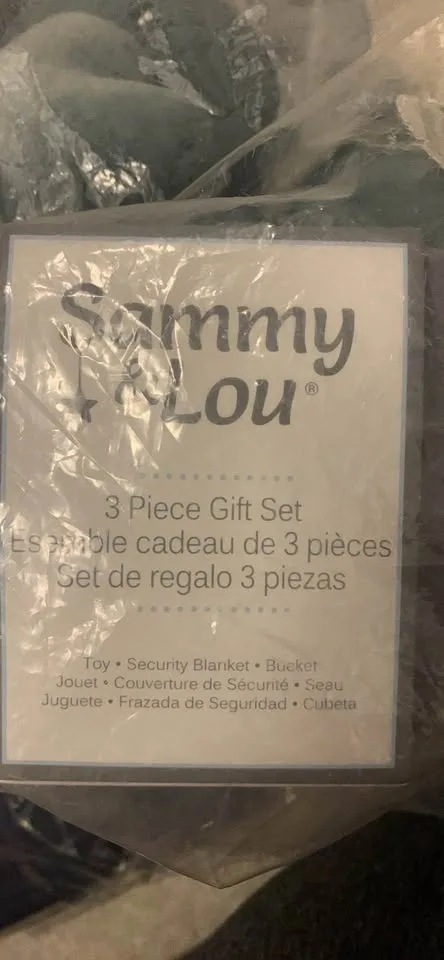 Sammy
& Lou®
3 Piece Gift Set
Esemble cadeau de 3 pièces
Set de regalo 3 piezas
Toy • Security Blanket • Bucket
Jouet • Couverture de Sécurité • Seau
Juguete • Frazada de Seguridad • Cubeta